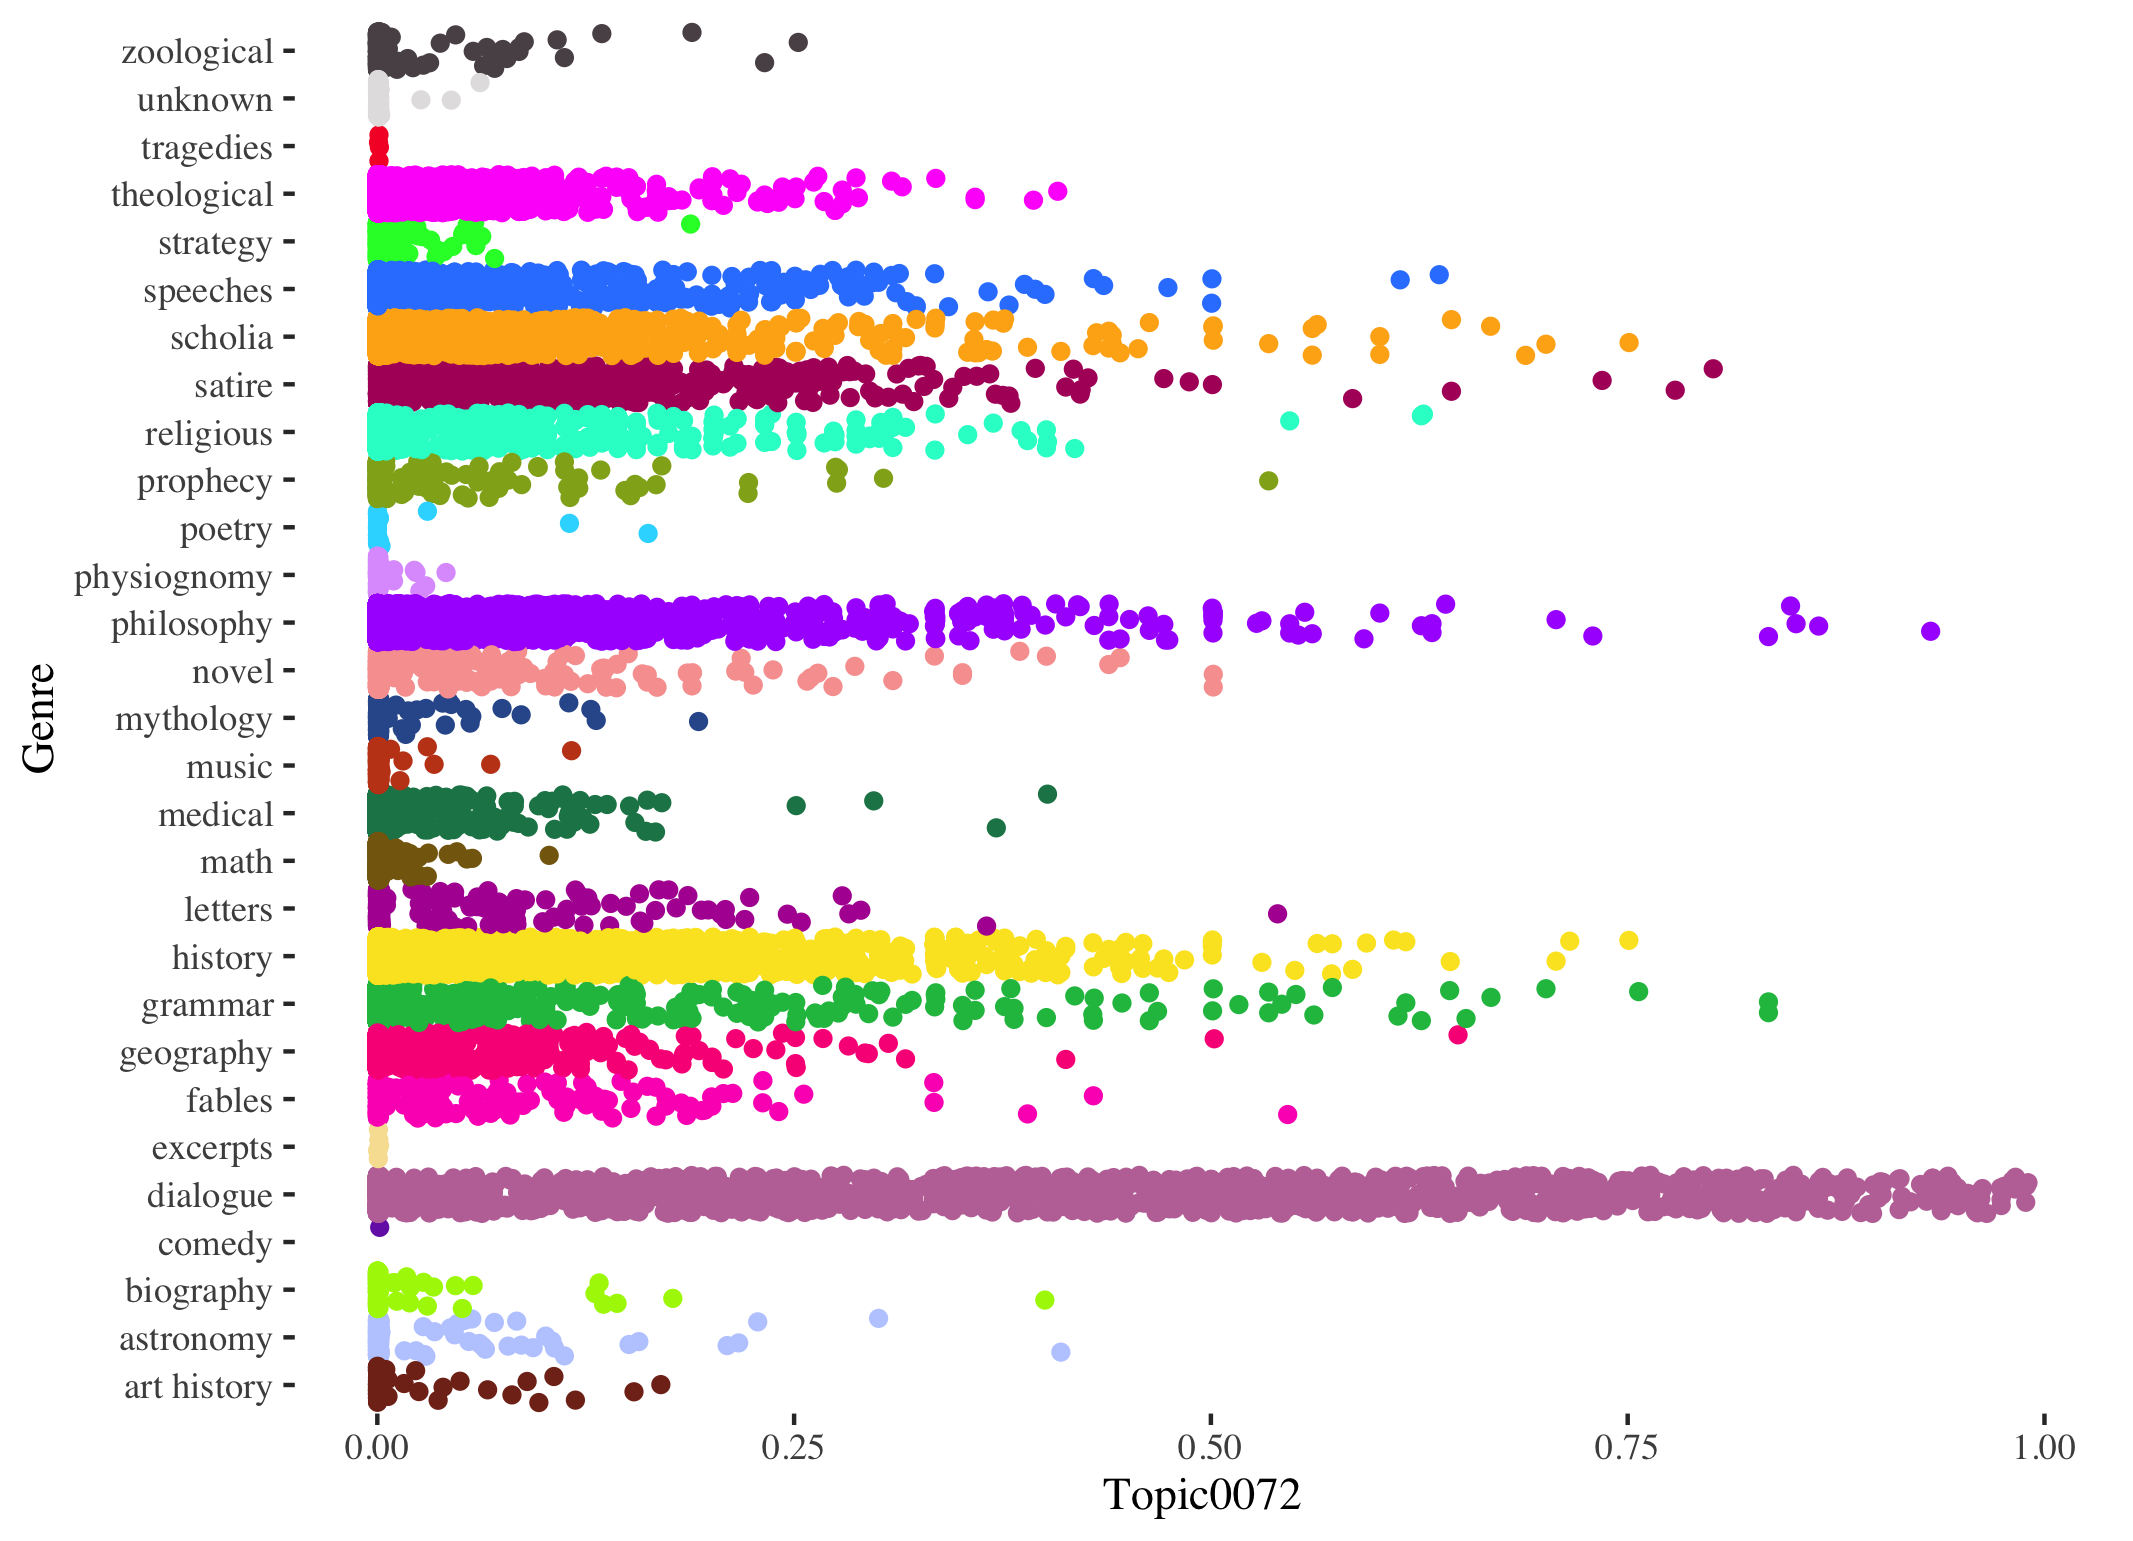 Genre
zoological
unknown
tragedies
theological
strategy
speeches
scholia
satire
religious
prophecy
poetry
physiognomy
philosophy
novel
mythology
music
medical
math
letters
history
grammar
geography
fables
excerpts
dialogue
comedy
biography
astronomy
art history
0.00 0.25 0.50 0.75 1.00
Topic0072